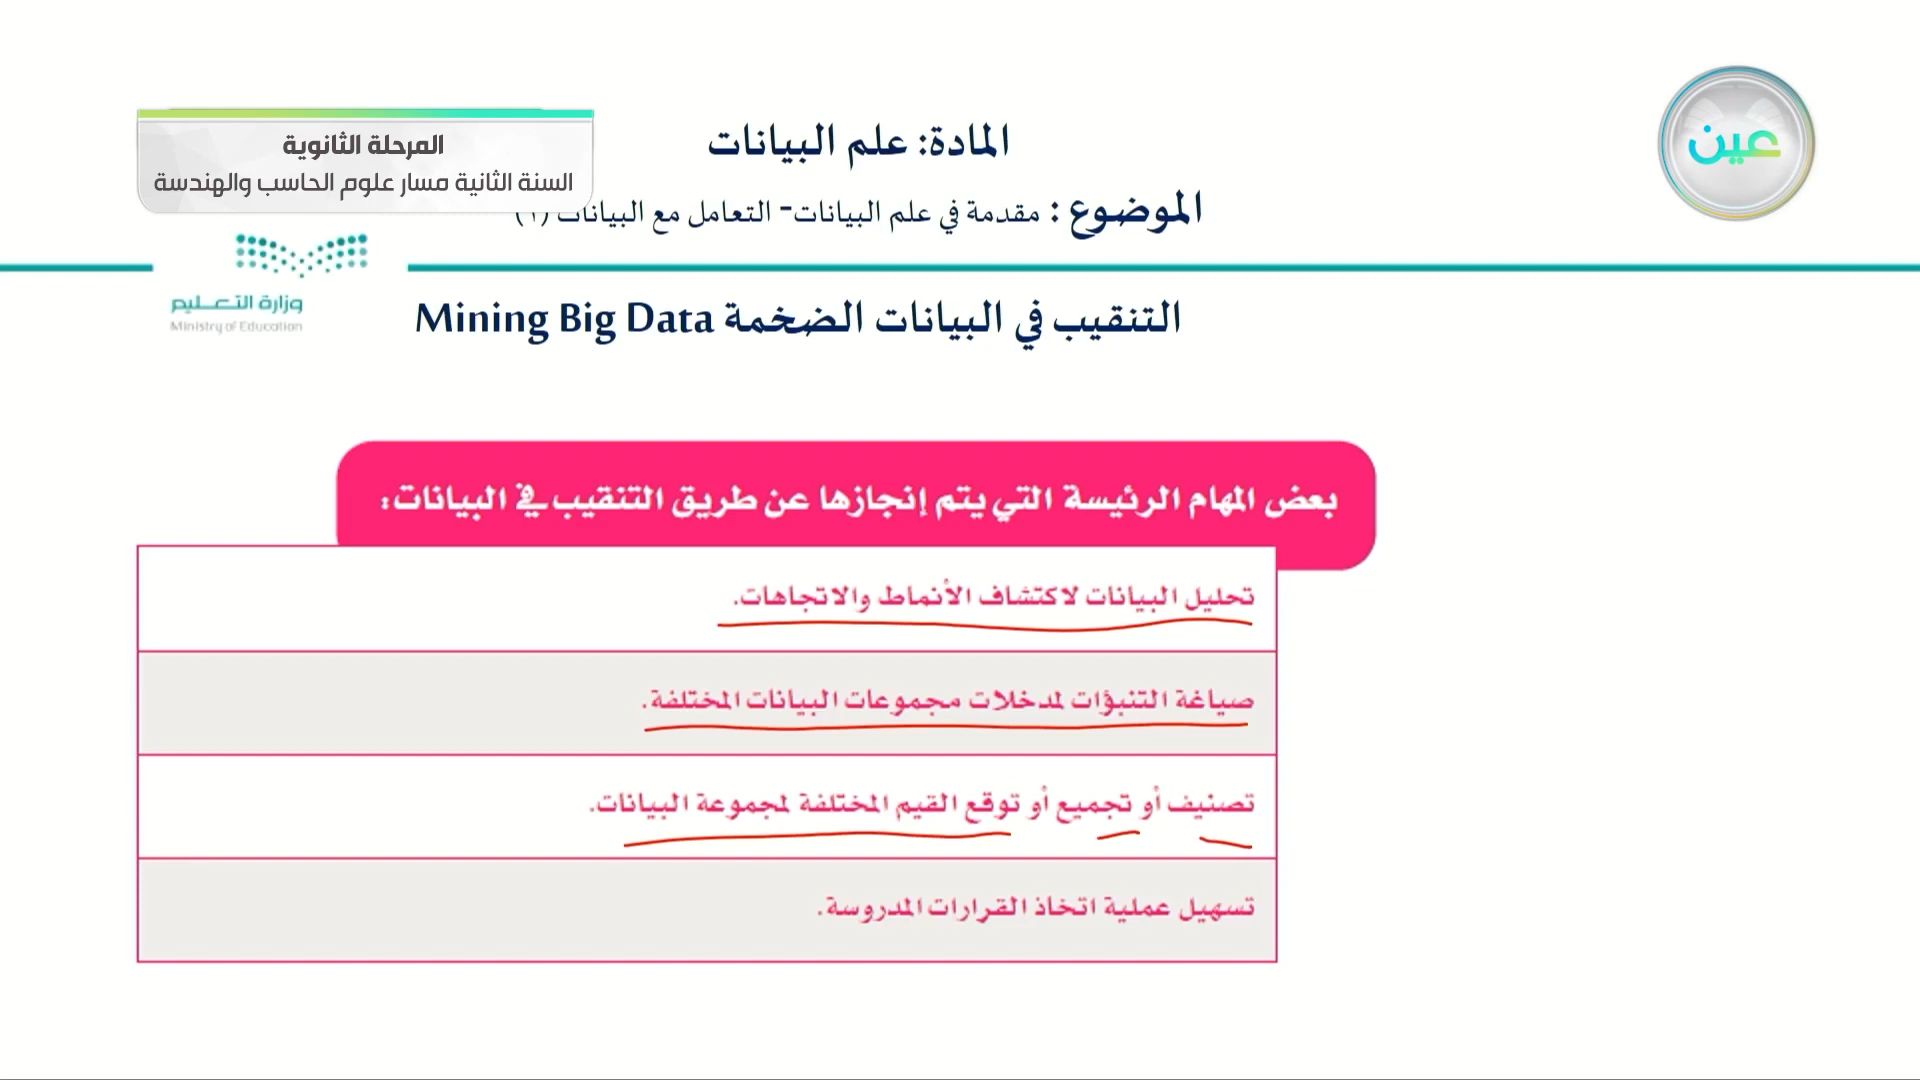 عين
المادة: علم البيانات
المرحلة الثانوية
السنة الثانية مسار علوم الحاسب والهندسة
الموضوع : مقدمة في علم البيانات- التعامل مع البيانات
وزارة التعليم
Ministry of Education
التنقيب في البيانات الضخمة Mining Big Data
بعض المهام الرئيسة التي يتم إنجازها عن طريق التنقيب في البيانات:
تحليل البيانات لاكتشاف الأنماط والاتجاهات.
صياغة التنبؤات لمدخلات مجموعات البيانات المختلفة.
تصنيف أو تجميع أو توقع القيم المختلفة لمجموعة البيانات.
تسهيل عملية اتخاذ القرارات المدروسة.